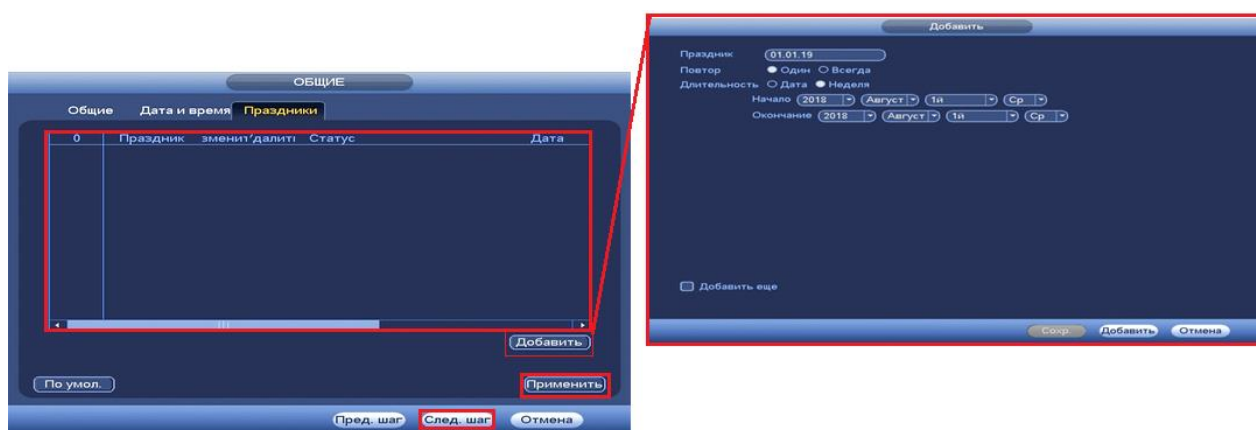 ОБЩИЕ
Общие Дата и время Праздники
0 Праздник зменит'далитı Статус Дата
Добавить
По умол. Применить
Пред. шаг След. шаг Отмена
Добавить
Праздник 01.01.19
Повтор Один Всегда
Длительность Дата Неделя
Начало 2018 Август 1й Ср
Окончание 2018 Август 1й Ср
Добавить еще
Сохр. Добавить Отмена